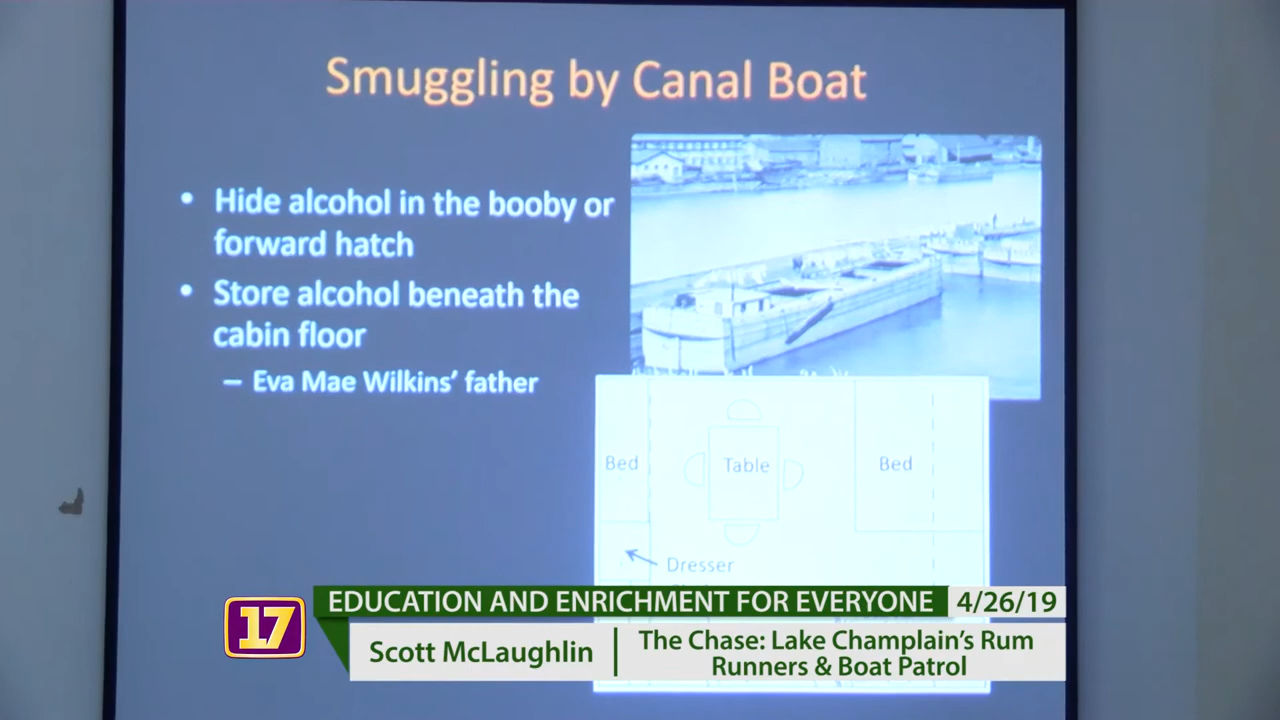 Smuggling by Canal Boat
• Hide alcohol in the booby or
forward hatch
• Store alcohol beneath the
cabin floor
– Eva Mae Wilkins’ father
Bed
Table
Bed
Dresser
17
EDUCATION AND ENRICHMENT FOR EVERYONE
4/26/19
Scott McLaughlin
The Chase: Lake Champlain’s Rum
Runners & Boat Patrol